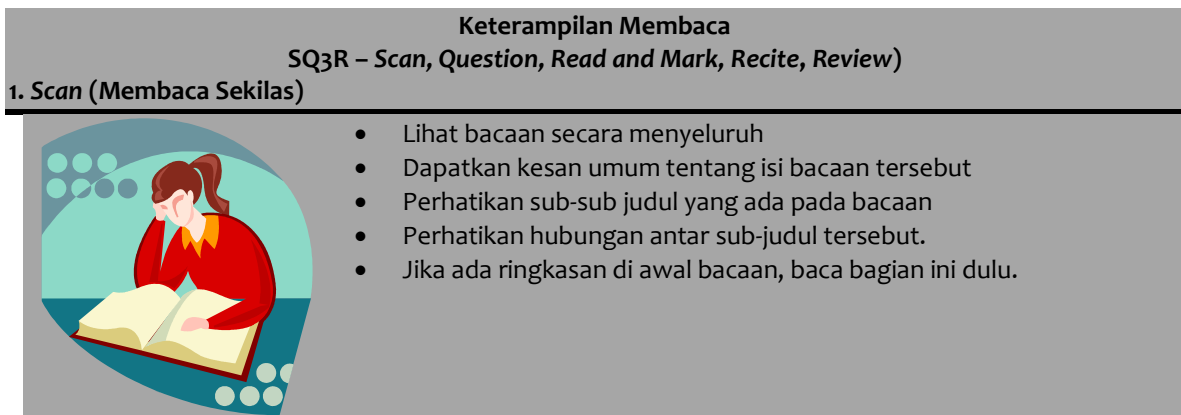 Keterampilan Membaca
SQ3R – Scan, Question, Read and Mark, Recite, Review)
1. Scan (Membaca Sekilas)
• Lihat bacaan secara menyeluruh
• Dapatkan kesan umum tentang isi bacaan tersebut
• Perhatikan sub-sub judul yang ada pada bacaan
• Perhatikan hubungan antar sub-judul tersebut.
• Jika ada ringkasan di awal bacaan, baca bagian ini dulu.